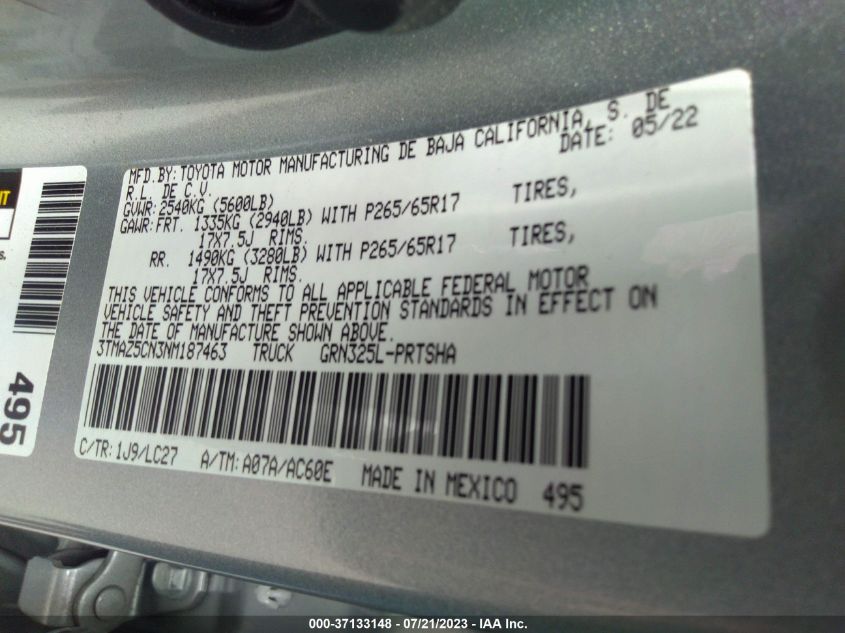 MFD. BY: TOYOTA MOTOR MANUFACTURING DE BAJA CALIFORNIA, S. DE
R.L. DE C.V. DATE: 05/22
GVWR: 2540KG (5600LB)
GAWR: FRT. 1335KG (2940LB) WITH P265/65R17 TIRES,
17X7.5J RIMS.
RR. 1490KG (3280LB) WITH P265/65R17 TIRES,
17X7.5J RIMS.
THIS VEHICLE CONFORMS TO ALL APPLICABLE FEDERAL MOTOR
VEHICLE SAFETY AND THEFT PREVENTION STANDARDS IN EFFECT ON
THE DATE OF MANUFACTURE SHOWN ABOVE.
3TMAZ5CN3NM187463 TRUCK GRN325L-PRTSHA
C/TR: 1J9/LC27 A/TM: A07A/AC60E MADE IN MEXICO 495
495
000-37133148 - 07/21/2023 - IAA Inc.